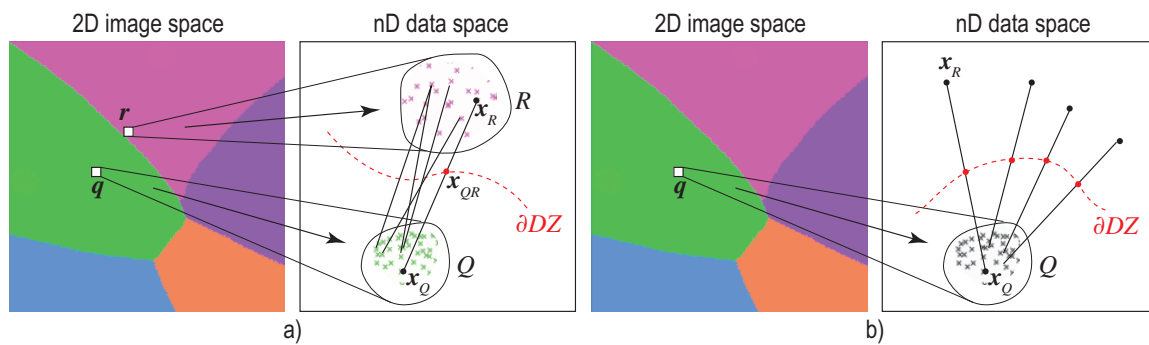 2D image space
nD data space
r
q
x_R
R
x_QR
∂DZ
Q
x_Q
a)
2D image space
nD data space
q
x_R
∂DZ
Q
x_Q
b)